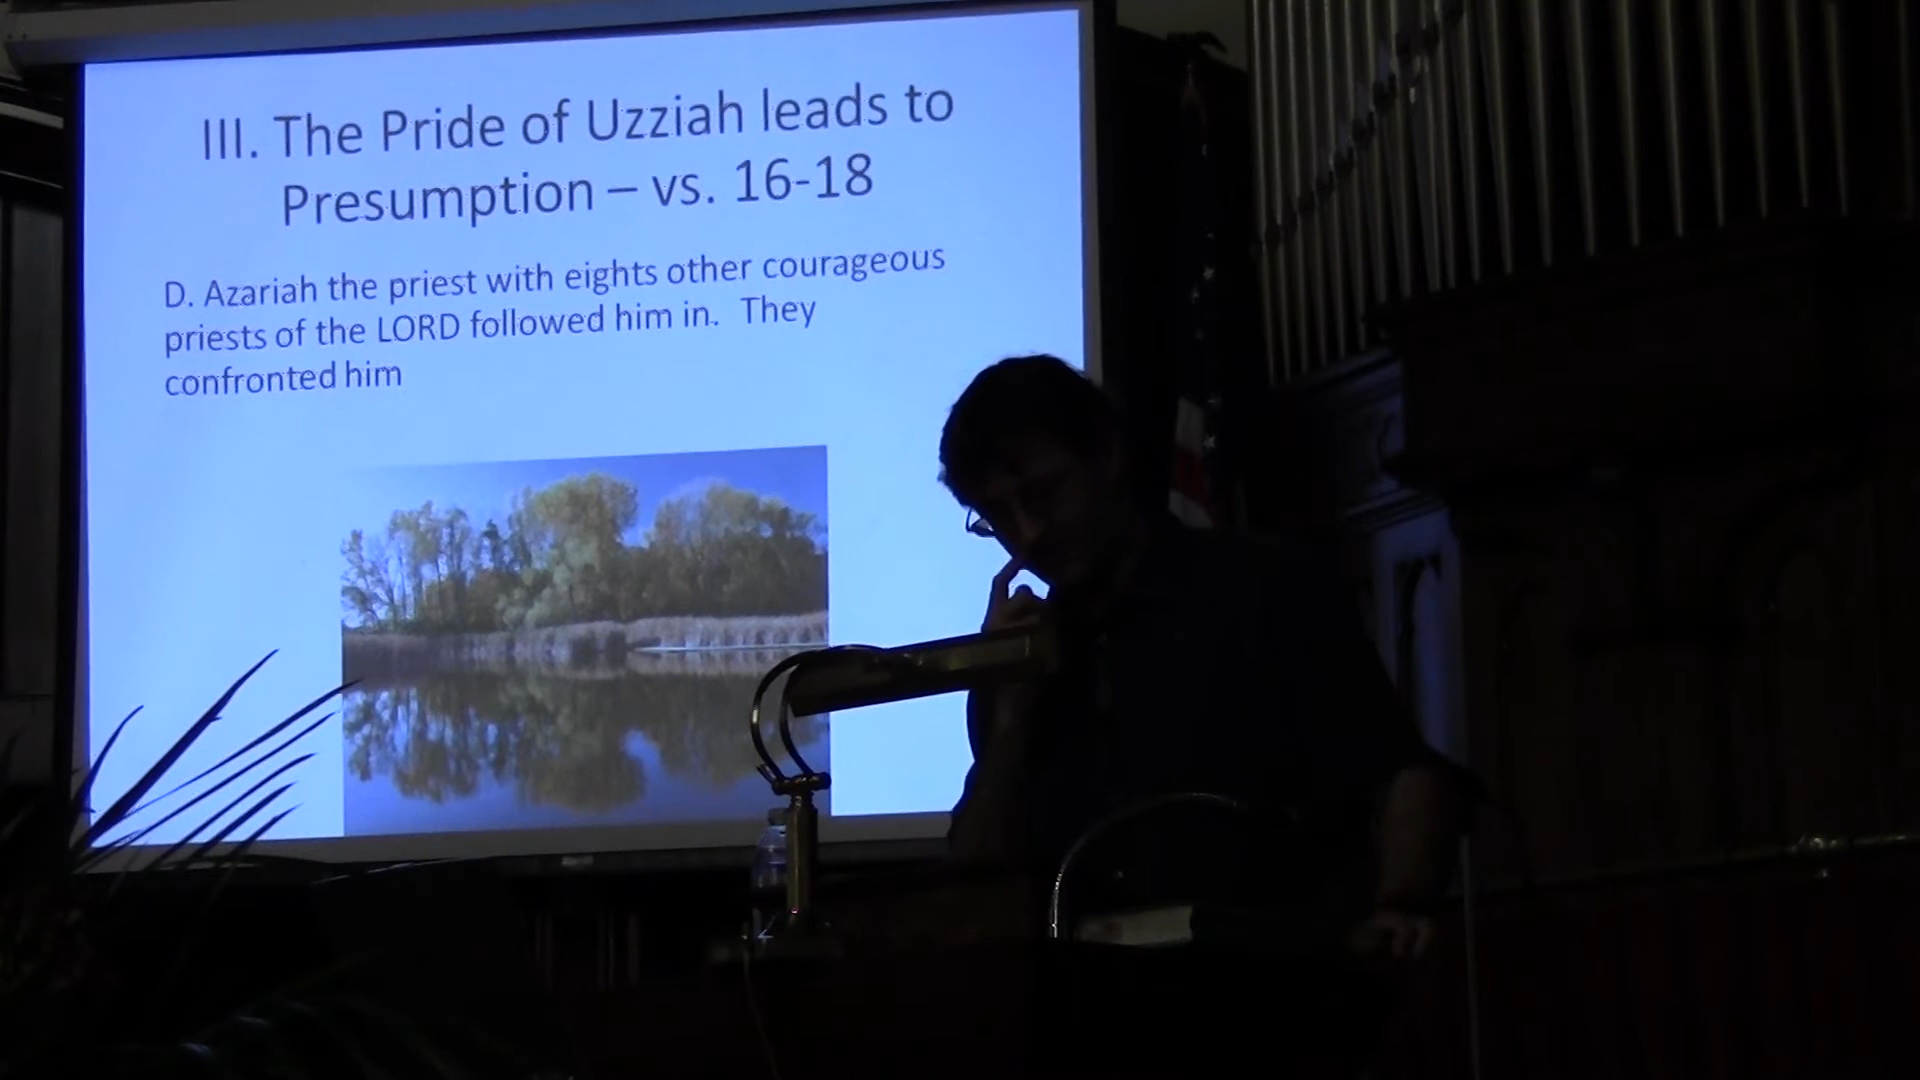 III. The Pride of Uzziah leads to
Presumption – vs. 16-18
D. Azariah the priest with eights other courageous
priests of the LORD followed him in. They
confronted him